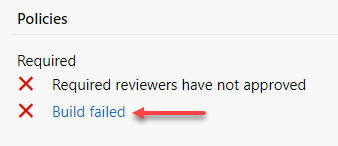 Policies
Required
Required reviewers have not approved
Build failed